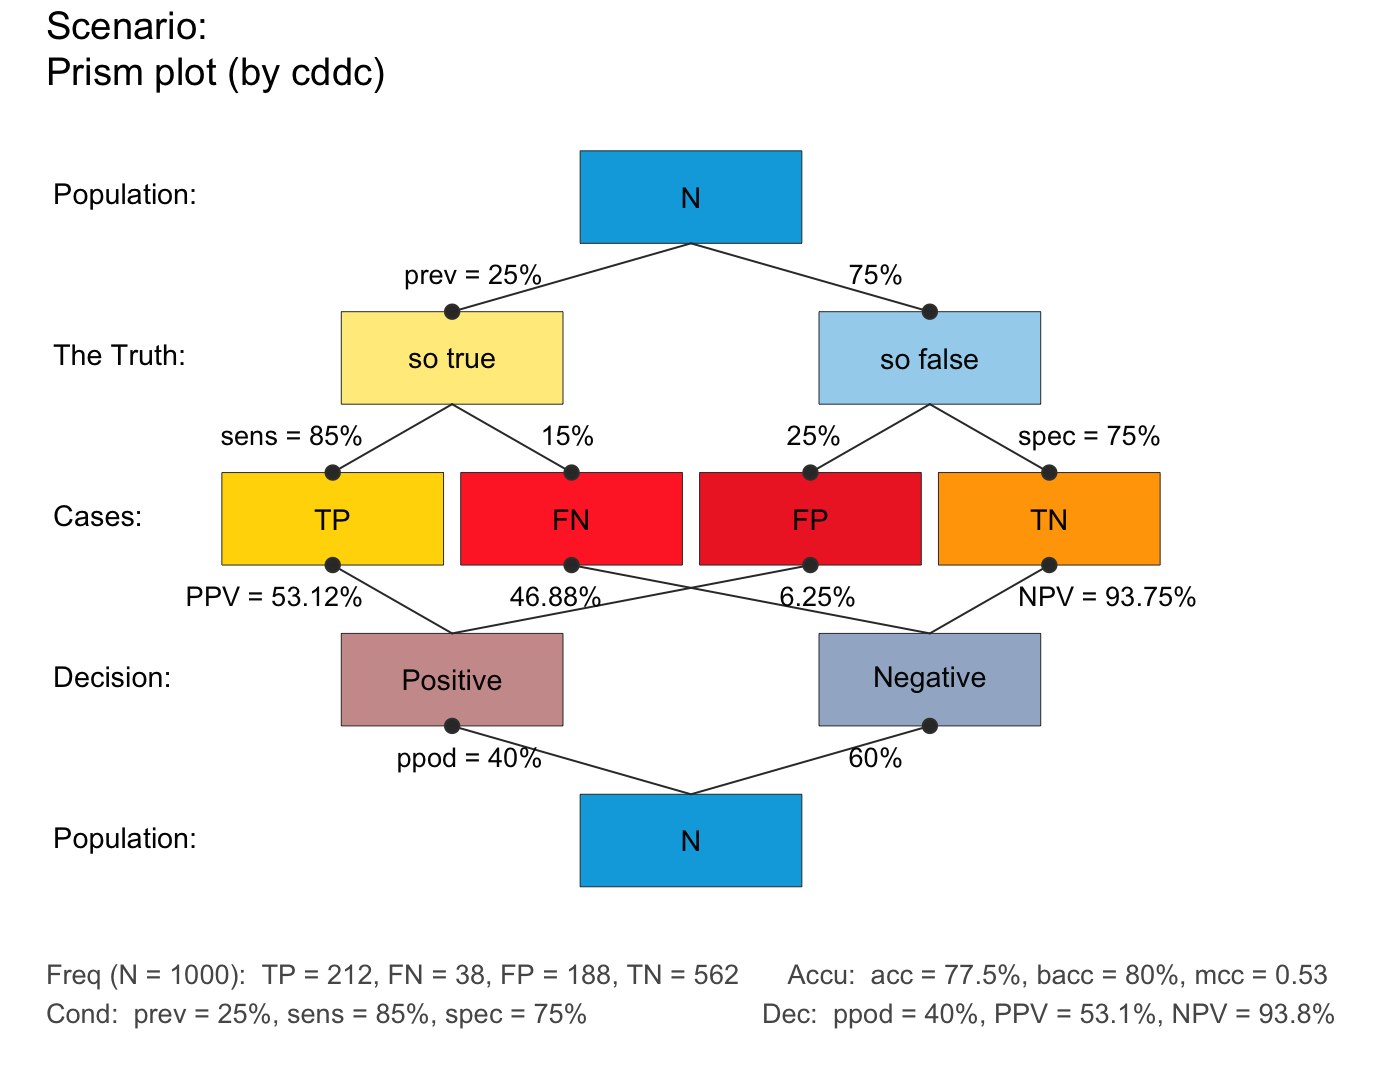 Scenario:
Prism plot (by cddc)
Population:
N
prev = 25%
75%
The Truth:
so true
so false
sens = 85%
15%
25%
spec = 75%
Cases:
TP
FN
FP
TN
PPV = 53.12%
46.88%
6.25%
NPV = 93.75%
Decision:
Positive
Negative
ppod = 40%
60%
Population:
N
Freq (N = 1000):  TP = 212, FN = 38, FP = 188, TN = 562
Accu:  acc = 77.5%, bacc = 80%, mcc = 0.53
Cond:  prev = 25%, sens = 85%, spec = 75%
Dec:  ppod = 40%, PPV = 53.1%, NPV = 93.8%